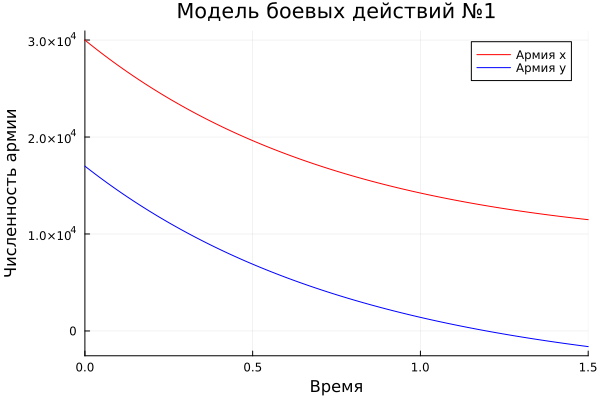 Модель боевых действий №1
Численность армии
3.0×10⁴
2.0×10⁴
1.0×10⁴
0
Армия x
Армия y
0.0
0.5
1.0
1.5
Время